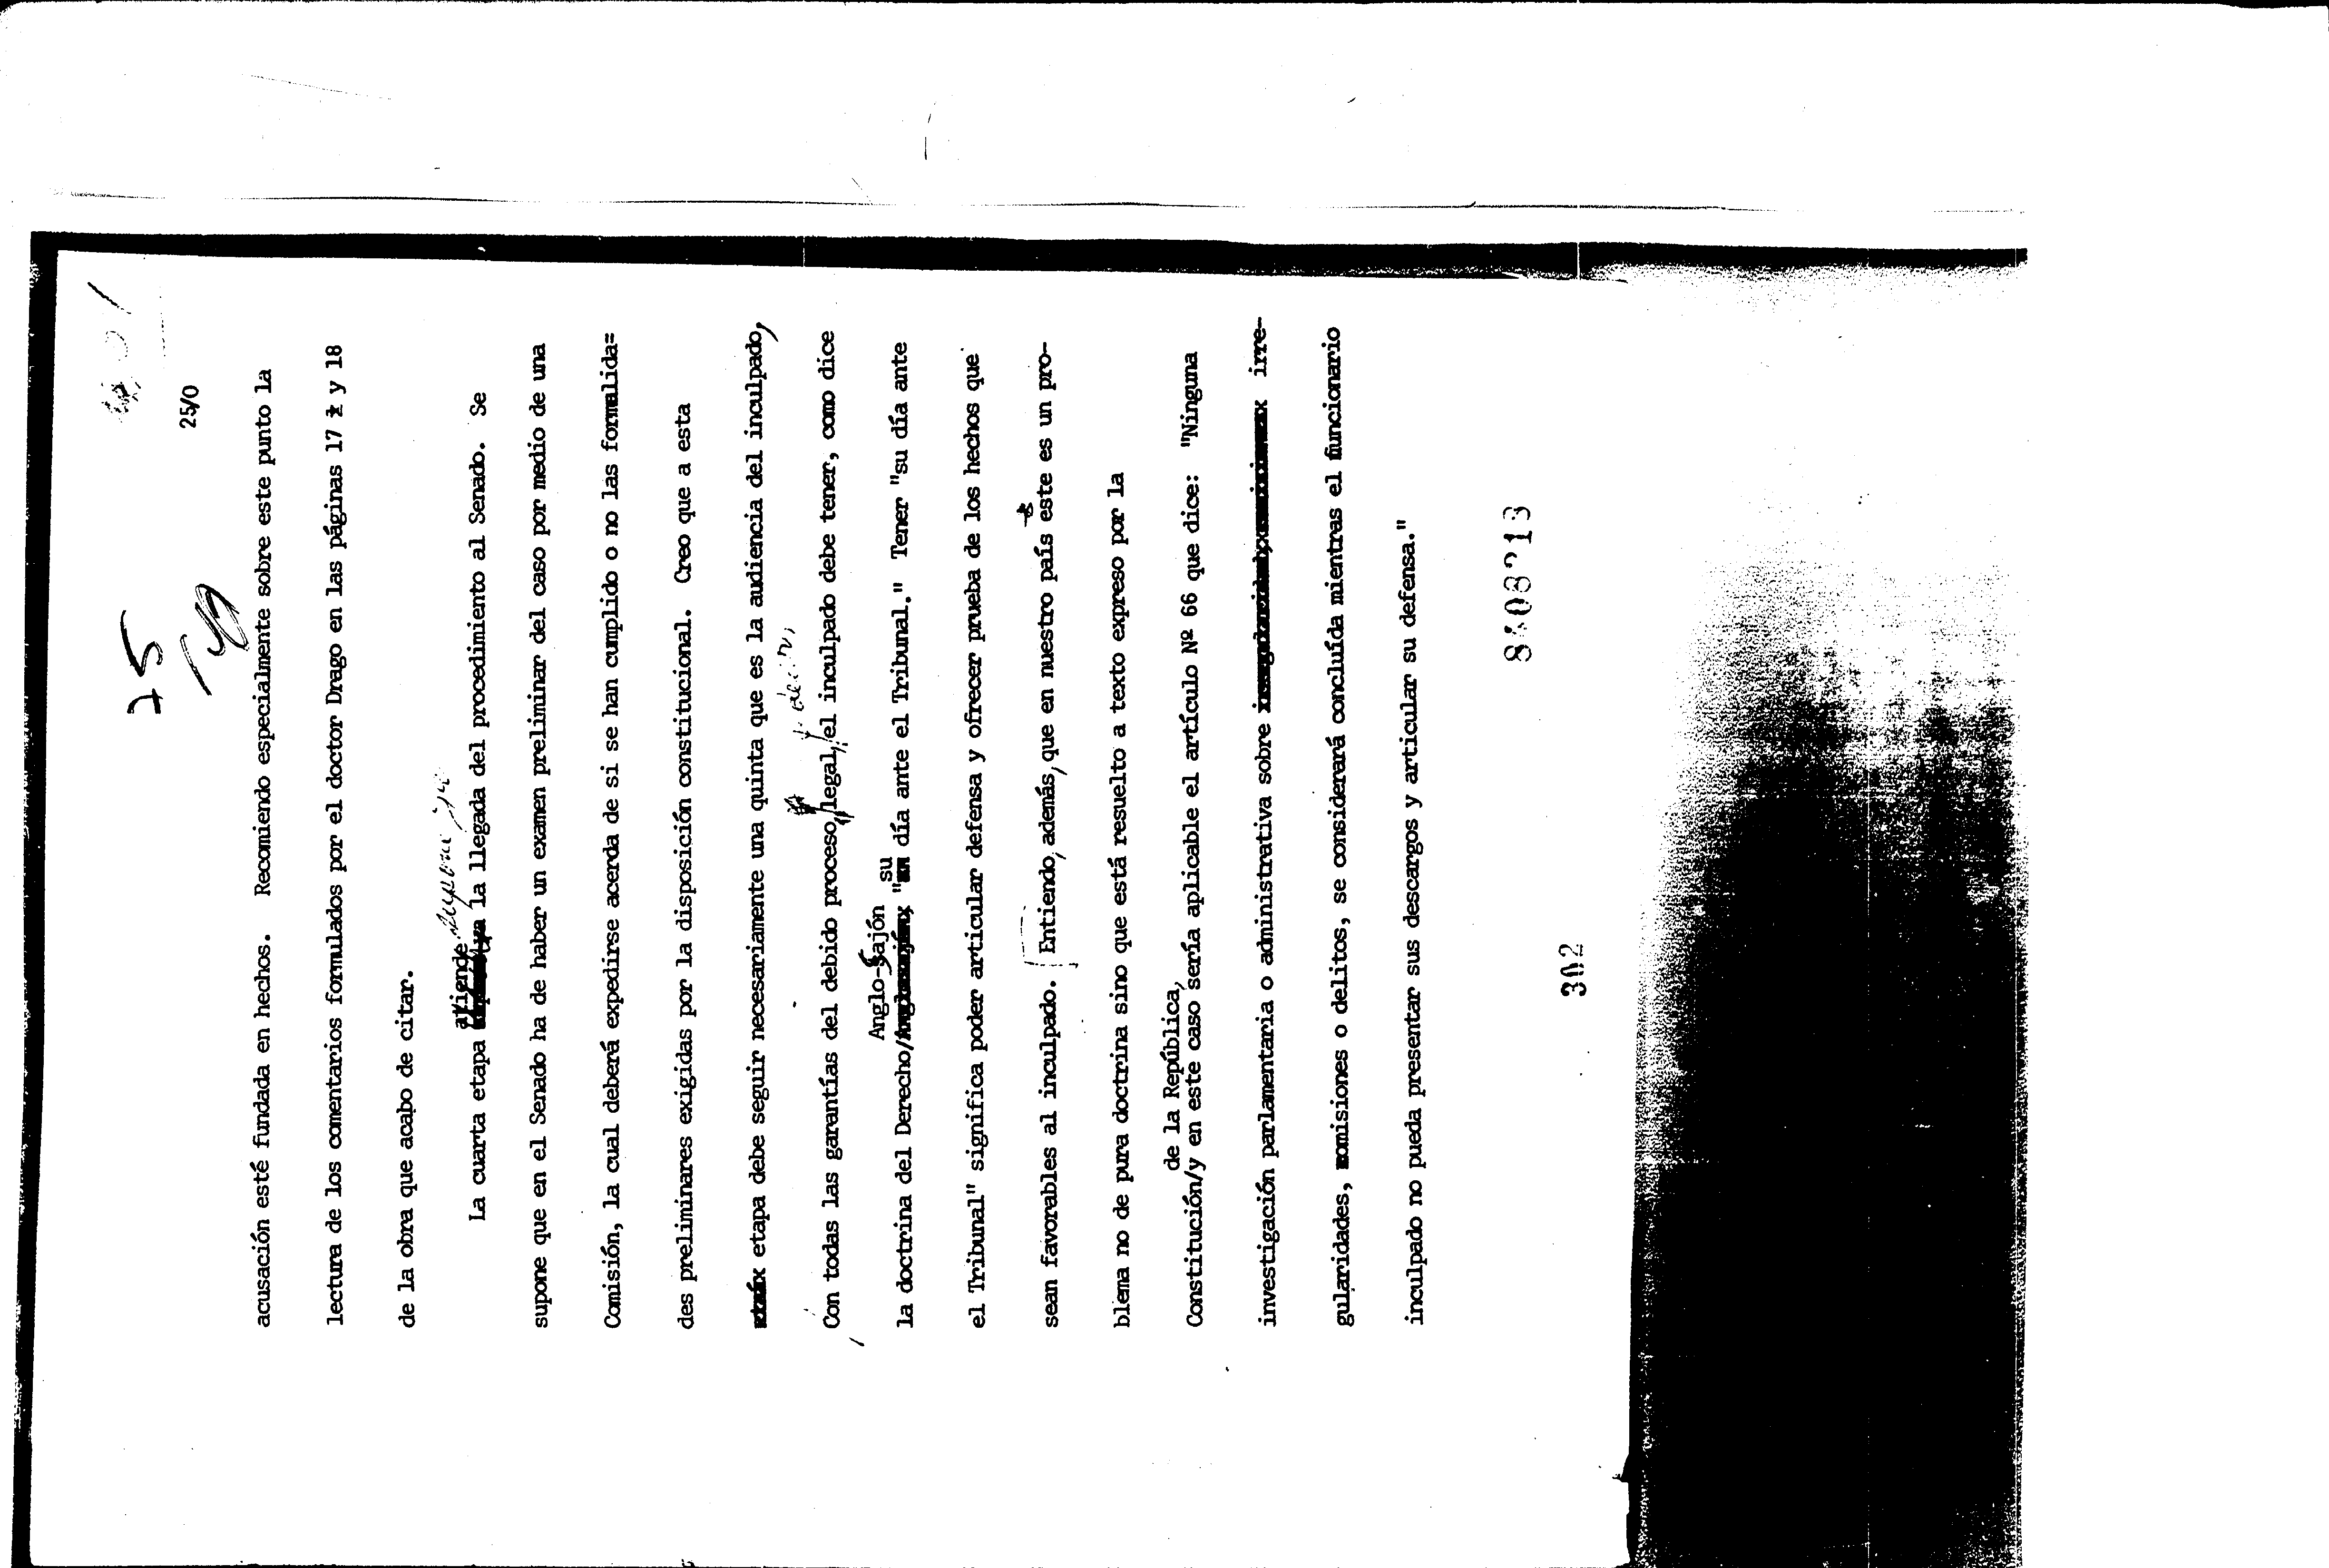 25
25/0
acusación esté fundada en hechos. Recomiendo especialmente sobre este punto la
lectura de los comentarios formulados por el doctor Drago en las páginas 17 x y 18
de la obra que acabo de citar.
atiende
La cuarta etapa la llegada del procedimiento al Senado. Se
supone que en el Senado ha de haber un examen preliminar del caso por medio de una
Comisión, la cual deberá expedirse acerda de si se han cumplido o no las formalida=
des preliminares exigidas por la disposición constitucional. Creo que a esta
etapa debe seguir necesariamente una quinta que es la audiencia del inculpado,
decir,
Con todas las garantías del debido proceso legal, el inculpado debe tener, como dice
Anglo-Sajón su
la doctrina del Derecho/ " día ante el Tribunal." Tener "su día ante
el Tribunal" significa poder articular defensa y ofrecer prueba de los hechos que
sean favorables al inculpado. Entiendo, además, que en nuestro país este es un pro-
blema no de pura doctrina sino que está resuelto a texto expreso por la
de la República,
Constitución/y en este caso sería aplicable el artículo Nº 66 que dice: "Ninguna
investigación parlamentaria o administrativa sobre irre-
gularidades, omisiones o delitos, se considerará concluída mientras el funcionario
inculpado no pueda presentar sus descargos y articular su defensa."
302